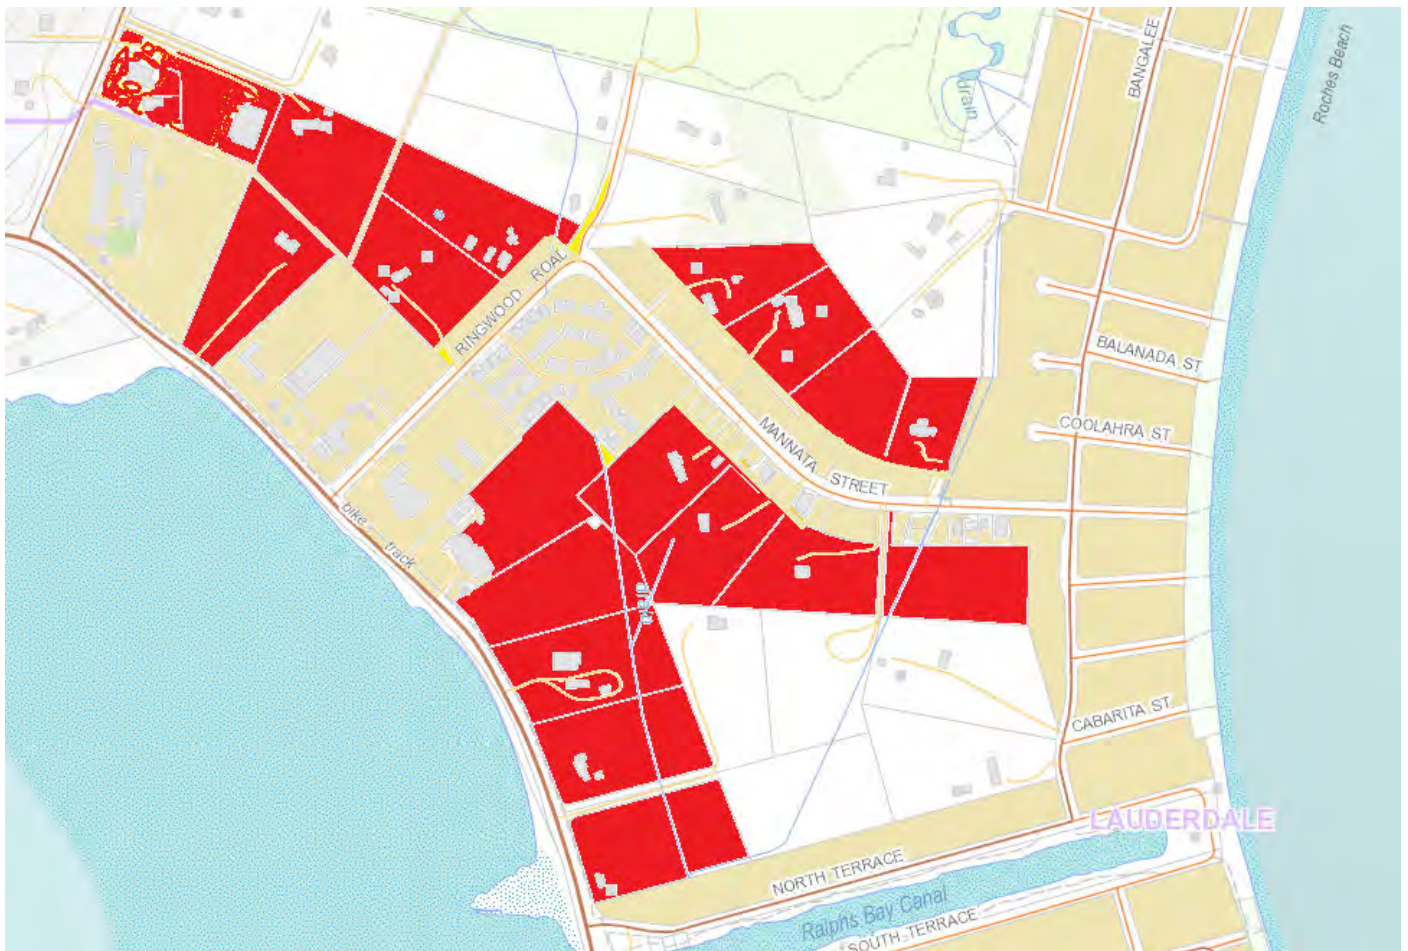 Roches Beach
BANGALEE
drain
RINGWOOD ROAD
BALANADA ST
COOLAHRA ST
MANNATA STREET
bike track
CABARITA ST
LAUDERDALE
NORTH TERRACE
Ralphs Bay Canal
SOUTH TERRACE